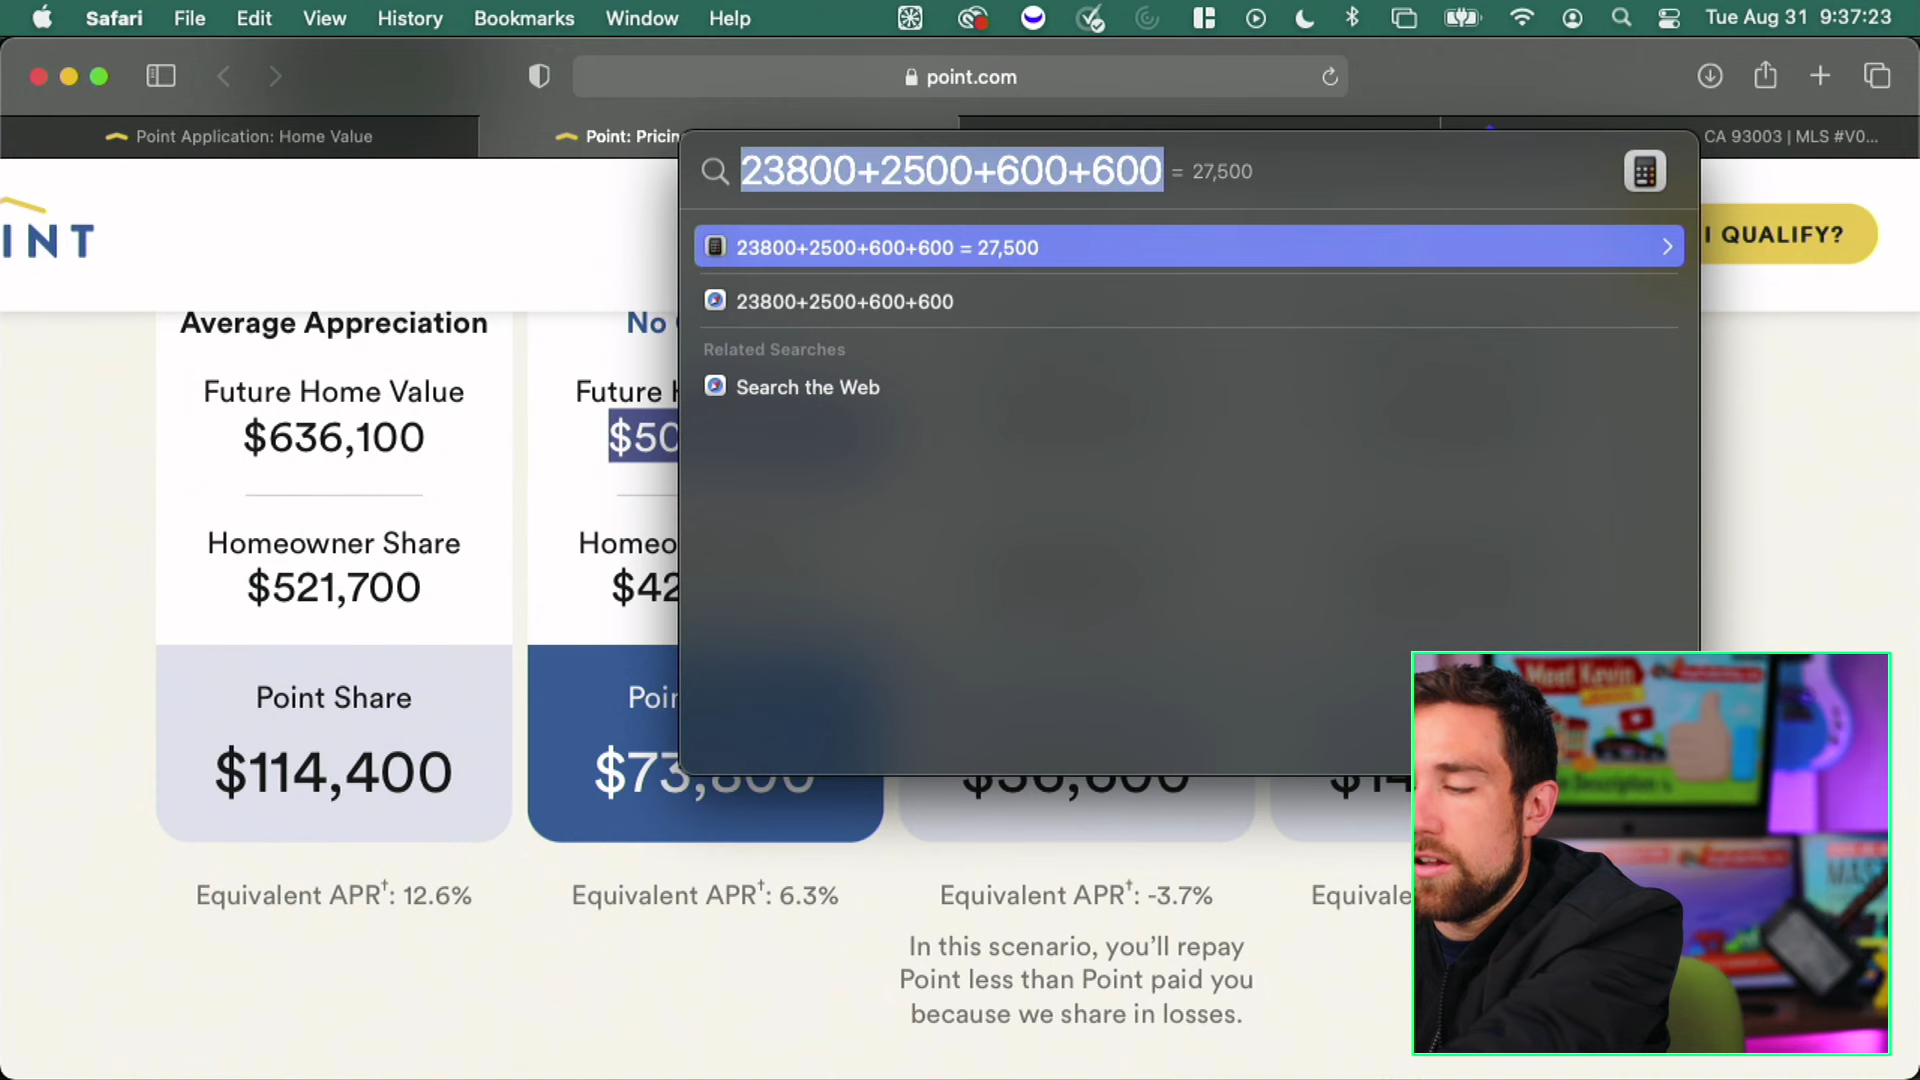 Safari File Edit View History Bookmarks Window Help Tue Aug 31 9:37:23
point.com
Point Application: Home Value
Point: Pricin
CA 93003 | MLS #V0...
23800+2500+600+600 = 27,500
INT
I QUALIFY?
23800+2500+600+600 = 27,500
23800+2500+600+600
Related Searches
Search the Web
Average Appreciation
Future Home Value
$636,100
Homeowner Share
$521,700
Point Share
$114,400
Equivalent APR†: 12.6%
No
Future H
$50
Homeo
$42
Poin
$73,800
Equivalent APR†: 6.3%
Equivalent APR†: -3.7%
In this scenario, you’ll repay
Point less than Point paid you
because we share in losses.
$14
Equivale
Meet Kevin